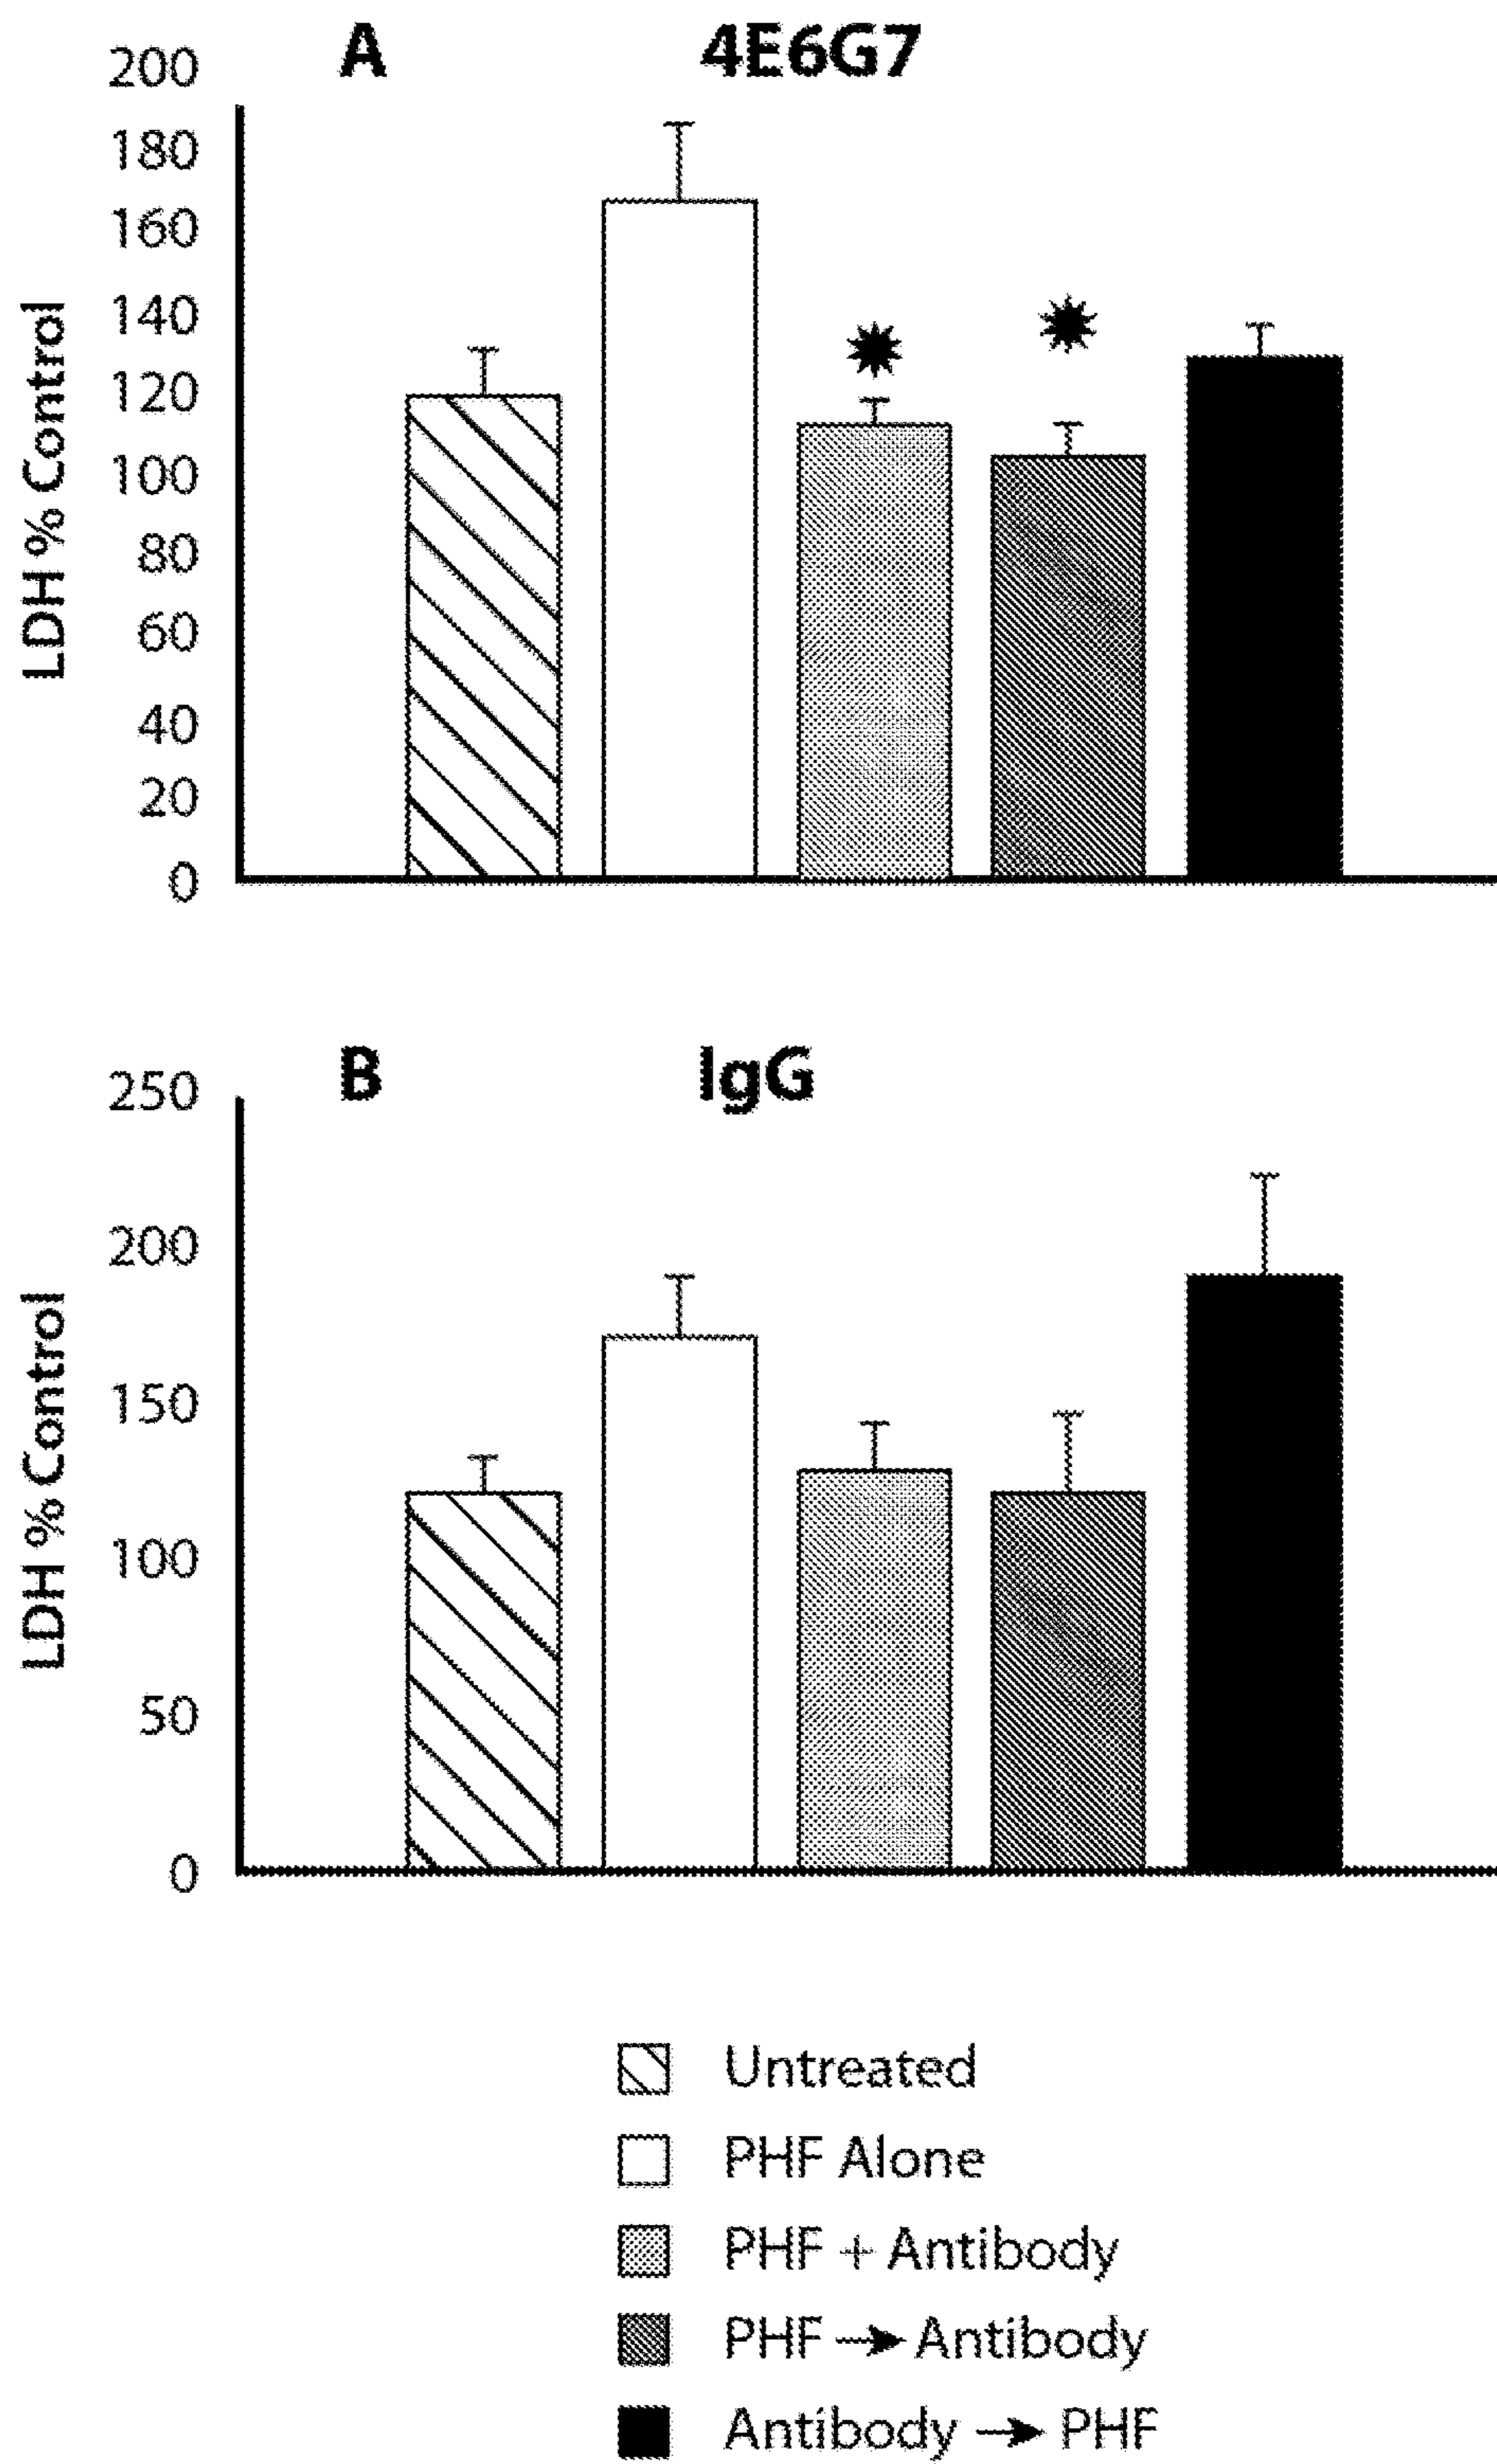 A 4E6G7
200
180
160
140
120
100
80
60
40
20
0
LDH % Control
B IgG
250
200
150
100
50
0
LDH % Control
Untreated
PHF Alone
PHF + Antibody
PHF → Antibody
Antibody → PHF